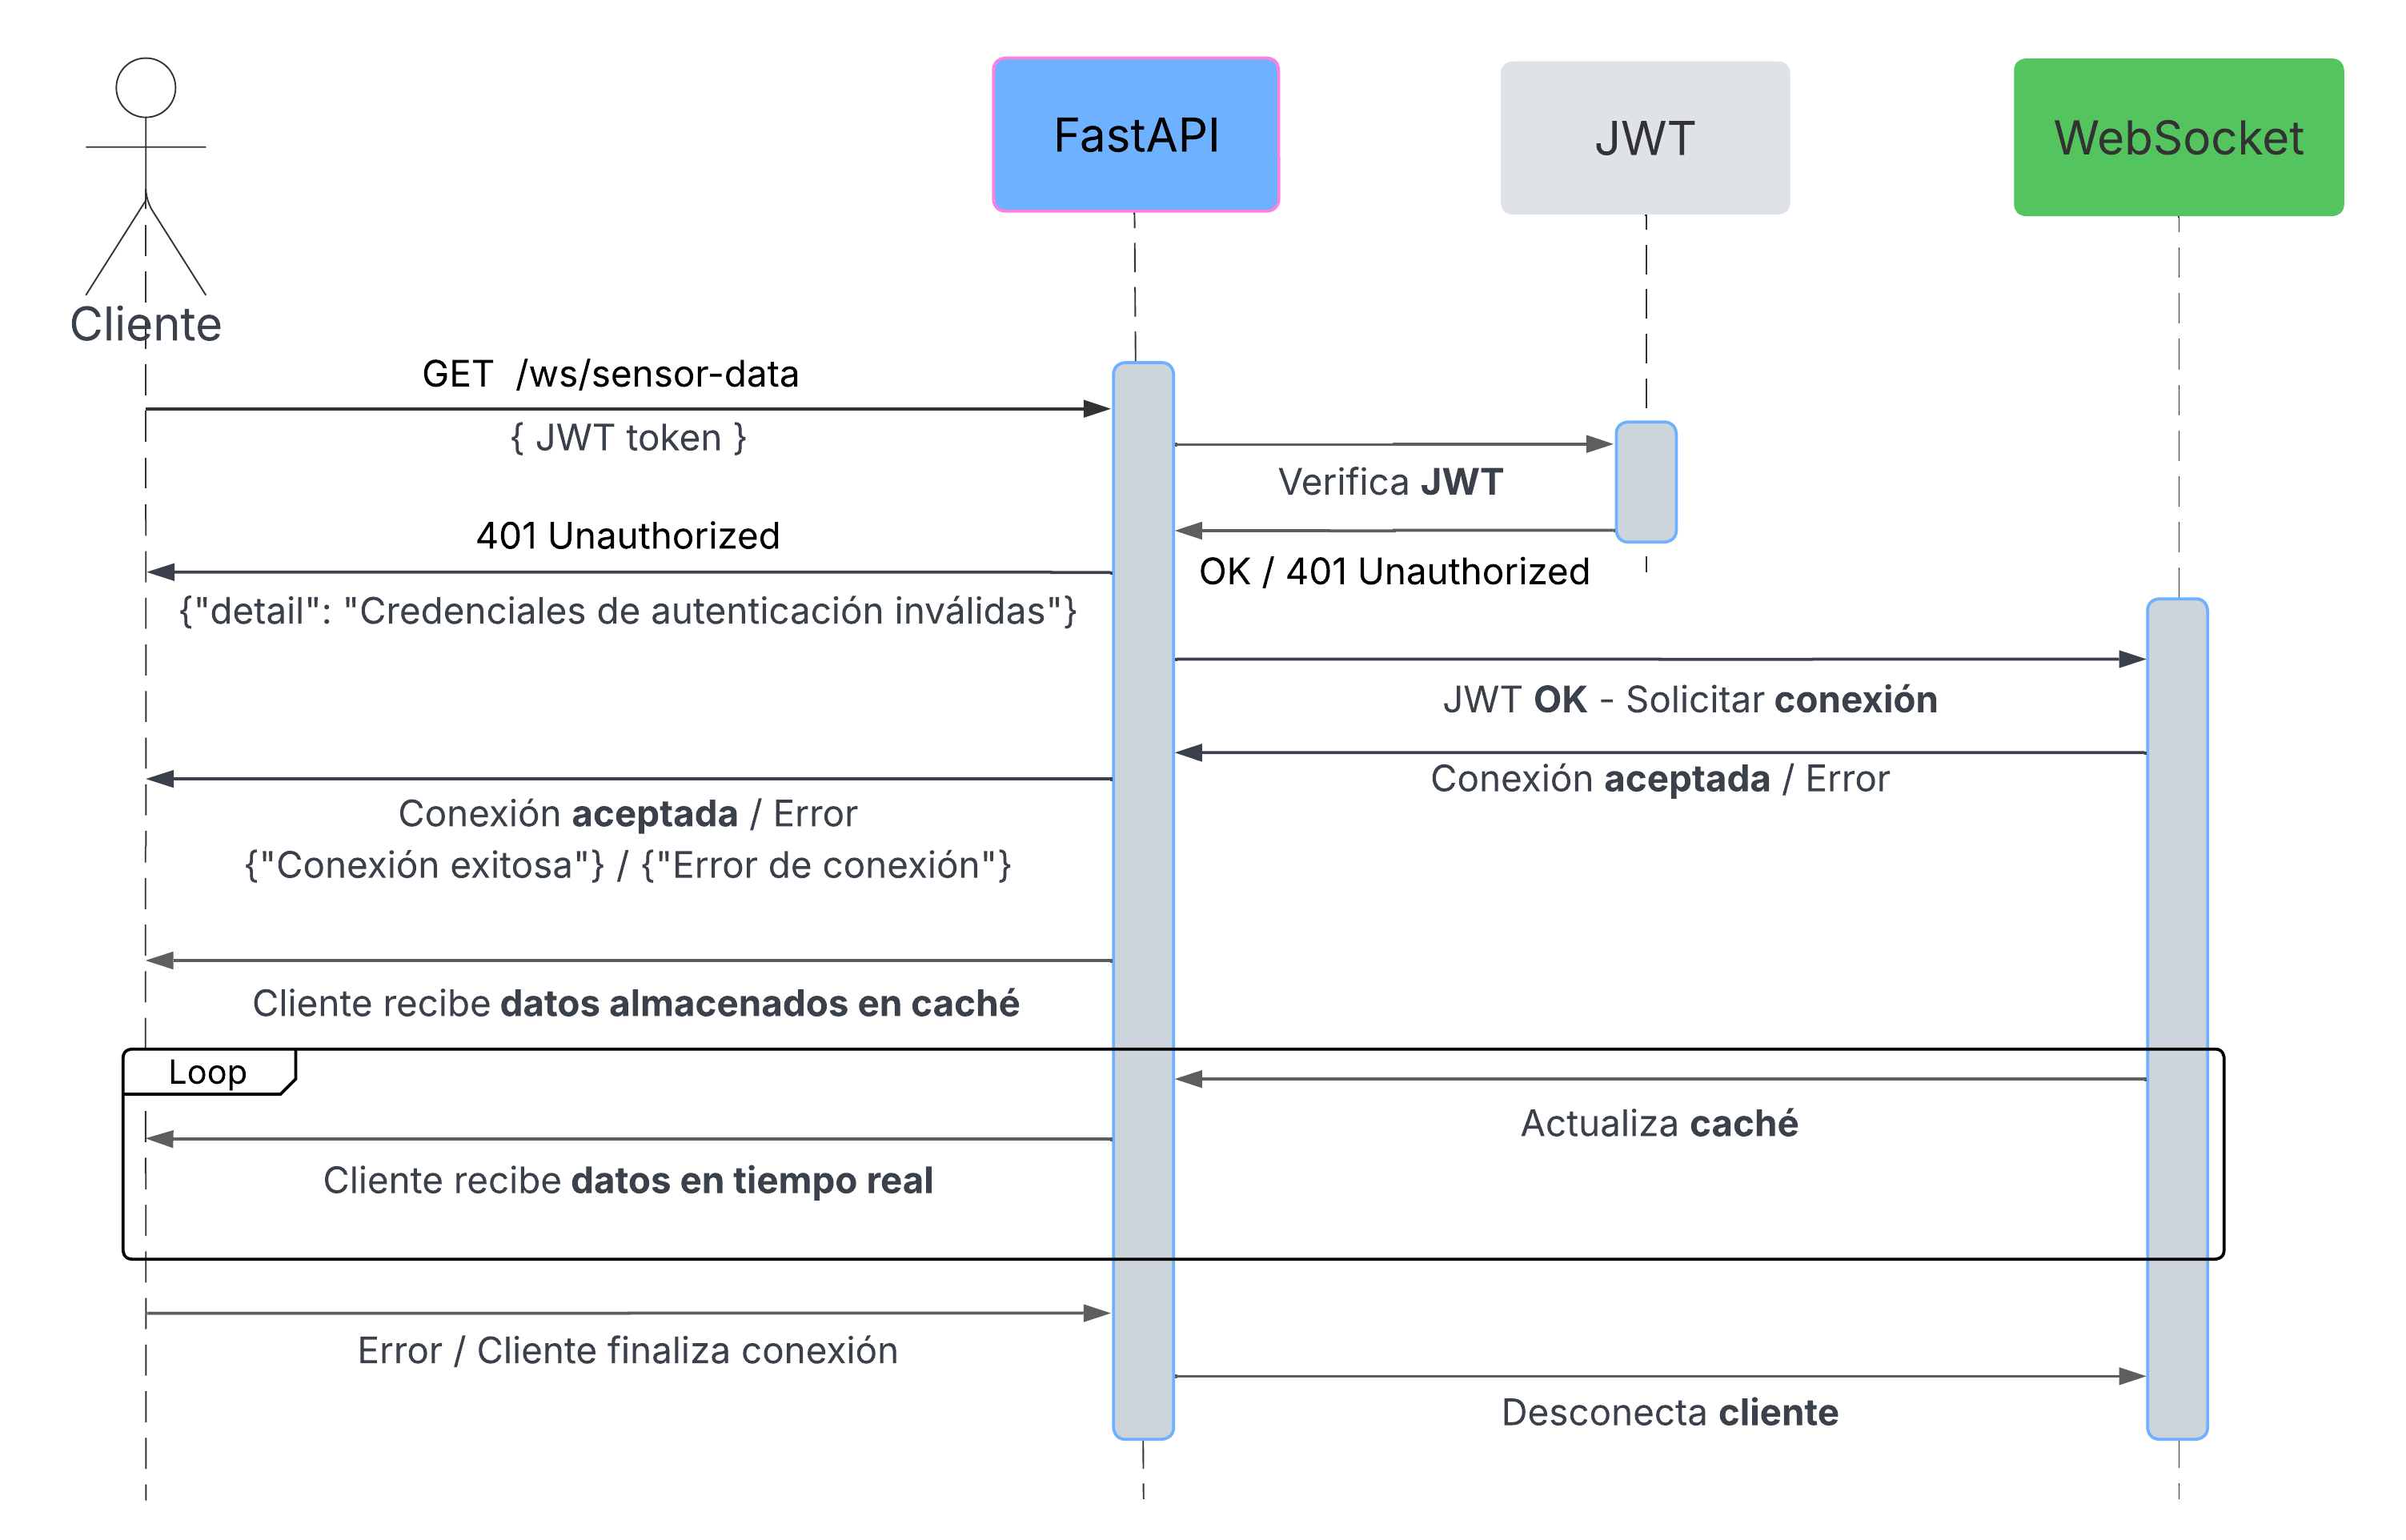 FastAPI
JWT
WebSocket
Cliente
GET /ws/sensor-data
{ JWT token }
Verifica JWT
401 Unauthorized
OK / 401 Unauthorized
{"detail": "Credenciales de autenticación inválidas"}
JWT OK - Solicitar conexión
Conexión aceptada / Error
Conexión aceptada / Error
{"Conexión exitosa"} / {"Error de conexión"}
Cliente recibe datos almacenados en caché
Loop
Actualiza caché
Cliente recibe datos en tiempo real
Error / Cliente finaliza conexión
Desconecta cliente